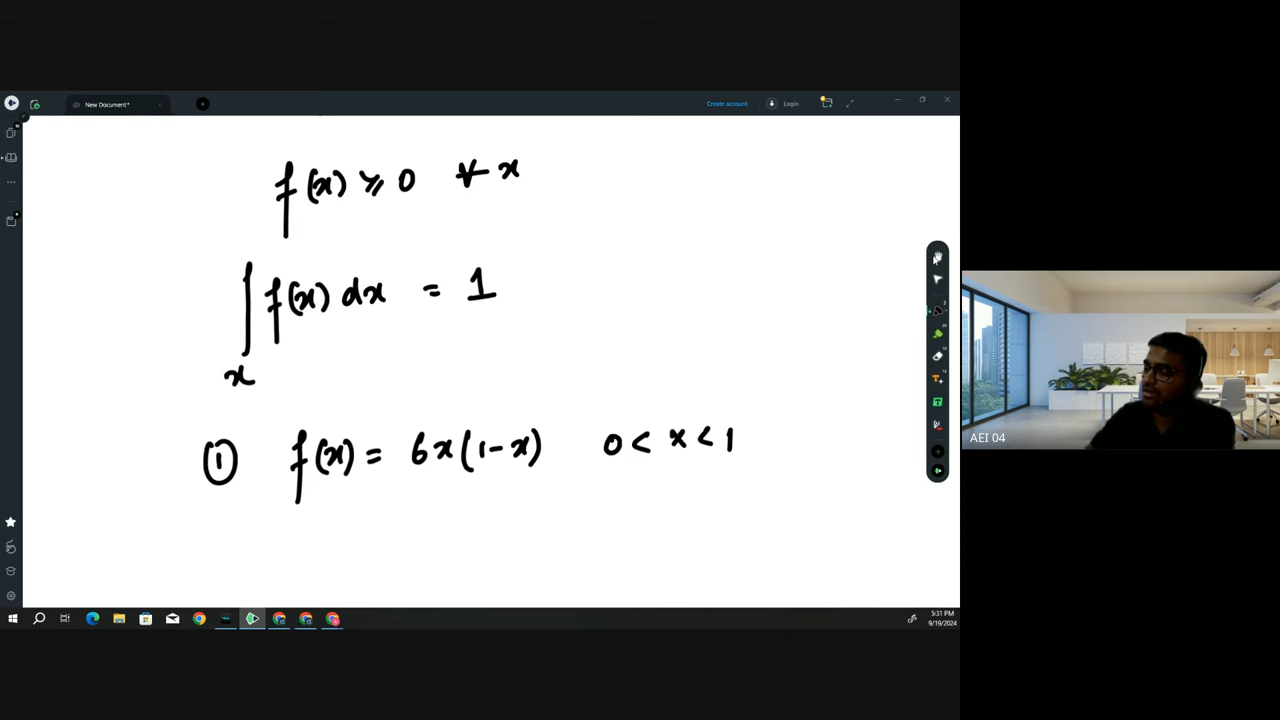 New Document*
Create account
Login
f(x) ≥ 0 ∀ x
∫ f(x) dx = 1
x
① f(x) = 6x(1-x) 0 < x < 1
AEI 04
5:31 PM
9/19/2024